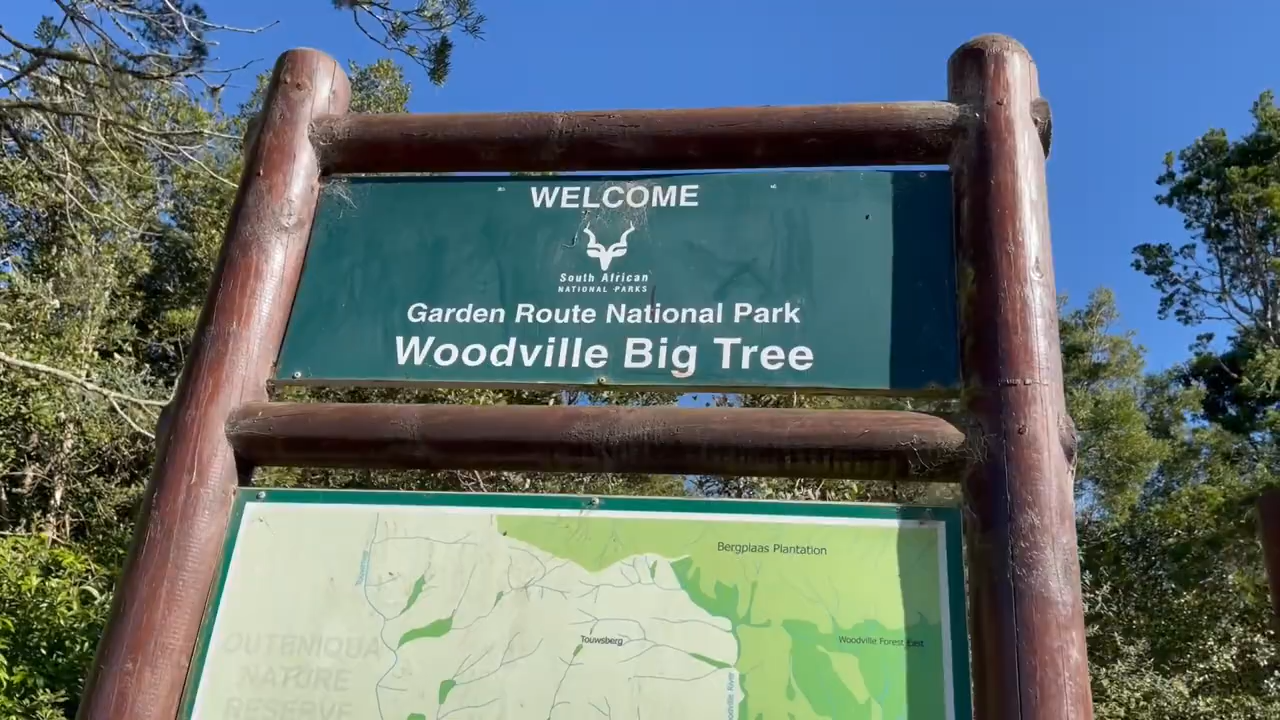 WELCOME
South African
NATIONAL PARKS
Garden Route National Park
Woodville Big Tree
Bergplaas Plantation
Touwsberg
Woodville Forest East
OUTENIQUA
NATURE
RESERVE
River